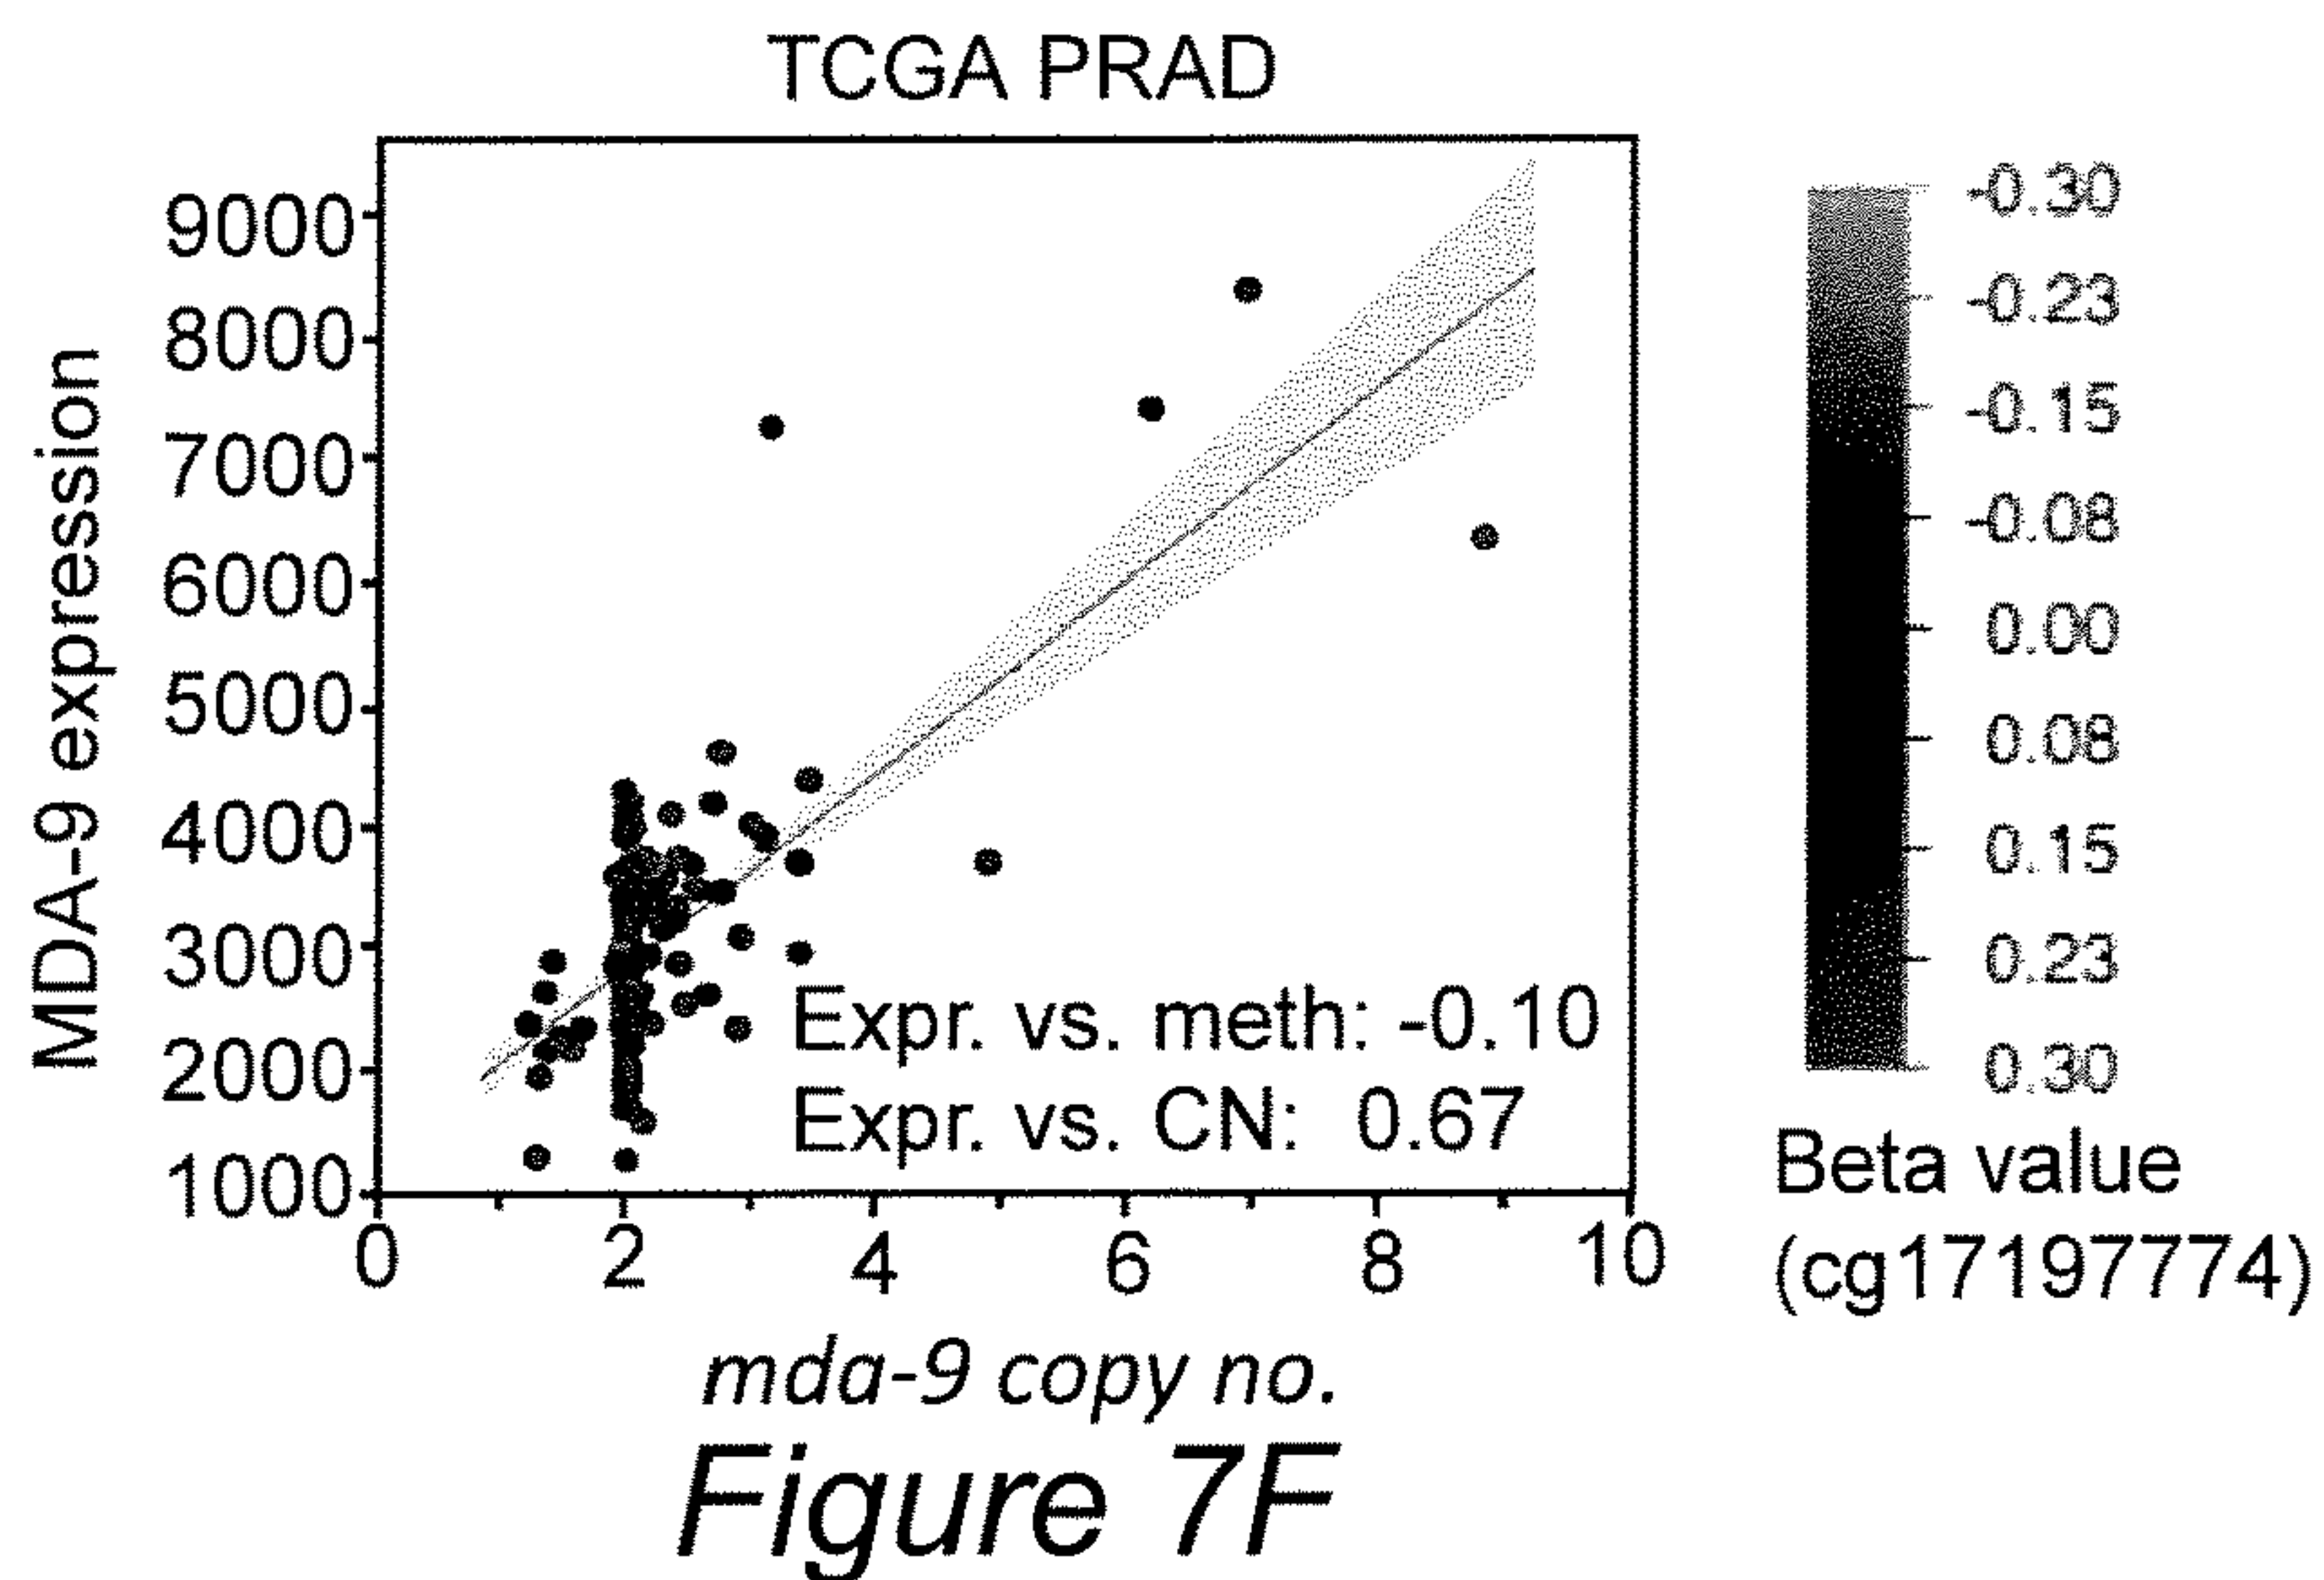 TCGA PRAD
MDA-9 expression
9000
8000
7000
6000
5000
4000
3000
2000
1000
0 2 4 6 8 10
Expr. vs. meth: -0.10
Expr. vs. CN: 0.67
mda-9 copy no.
-0.30
-0.23
-0.15
-0.08
0.00
0.08
0.15
0.23
0.30
Beta value
(cg17197774)
Figure 7F